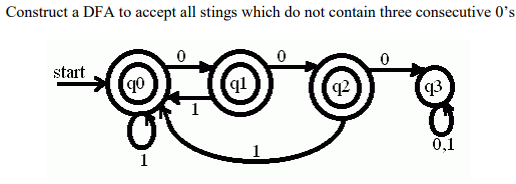 Construct a DFA to accept all stings which do not contain three consecutive 0’s
0 0 0
start
q0 q1 q2 q3
1
0,1
1
1